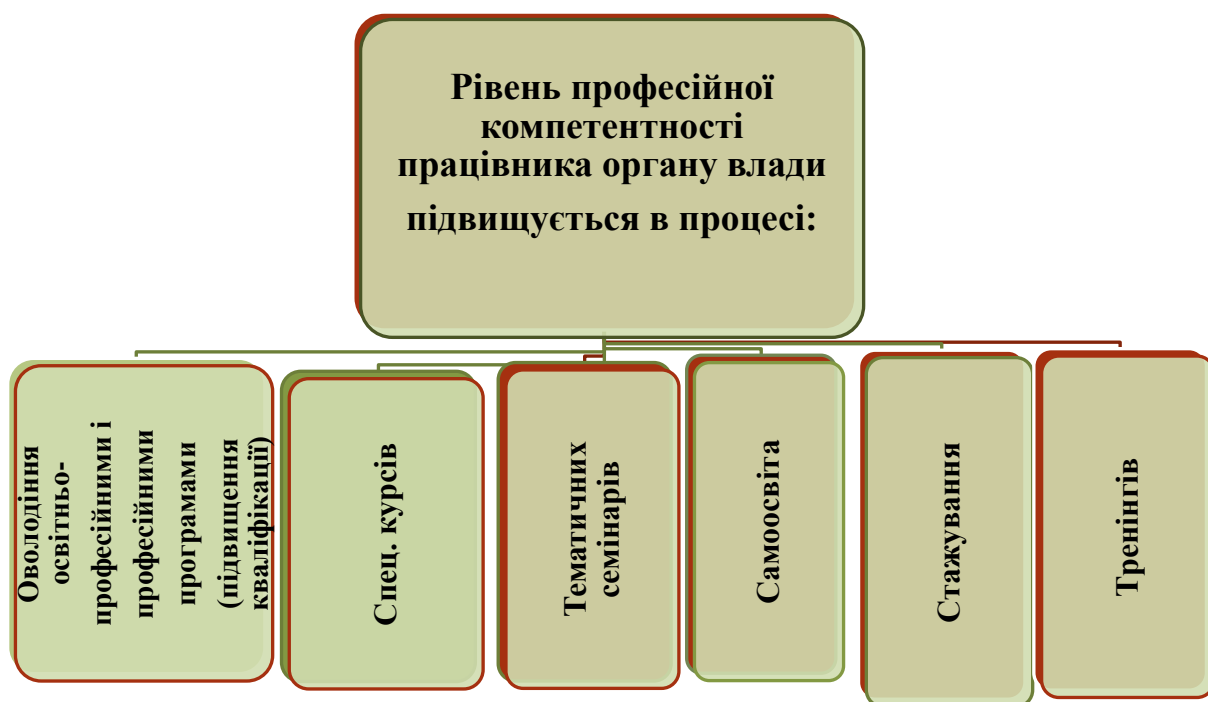 Рівень професійної
компетентності
працівника органу влади
підвищується в процесі:
Оволодіння
освітньо-
професійними і
професійними
програмами
(підвищення
кваліфікації)
Спец. курсів
Тематичних
семінарів
Самоосвіта
Стажування
Тренінгів